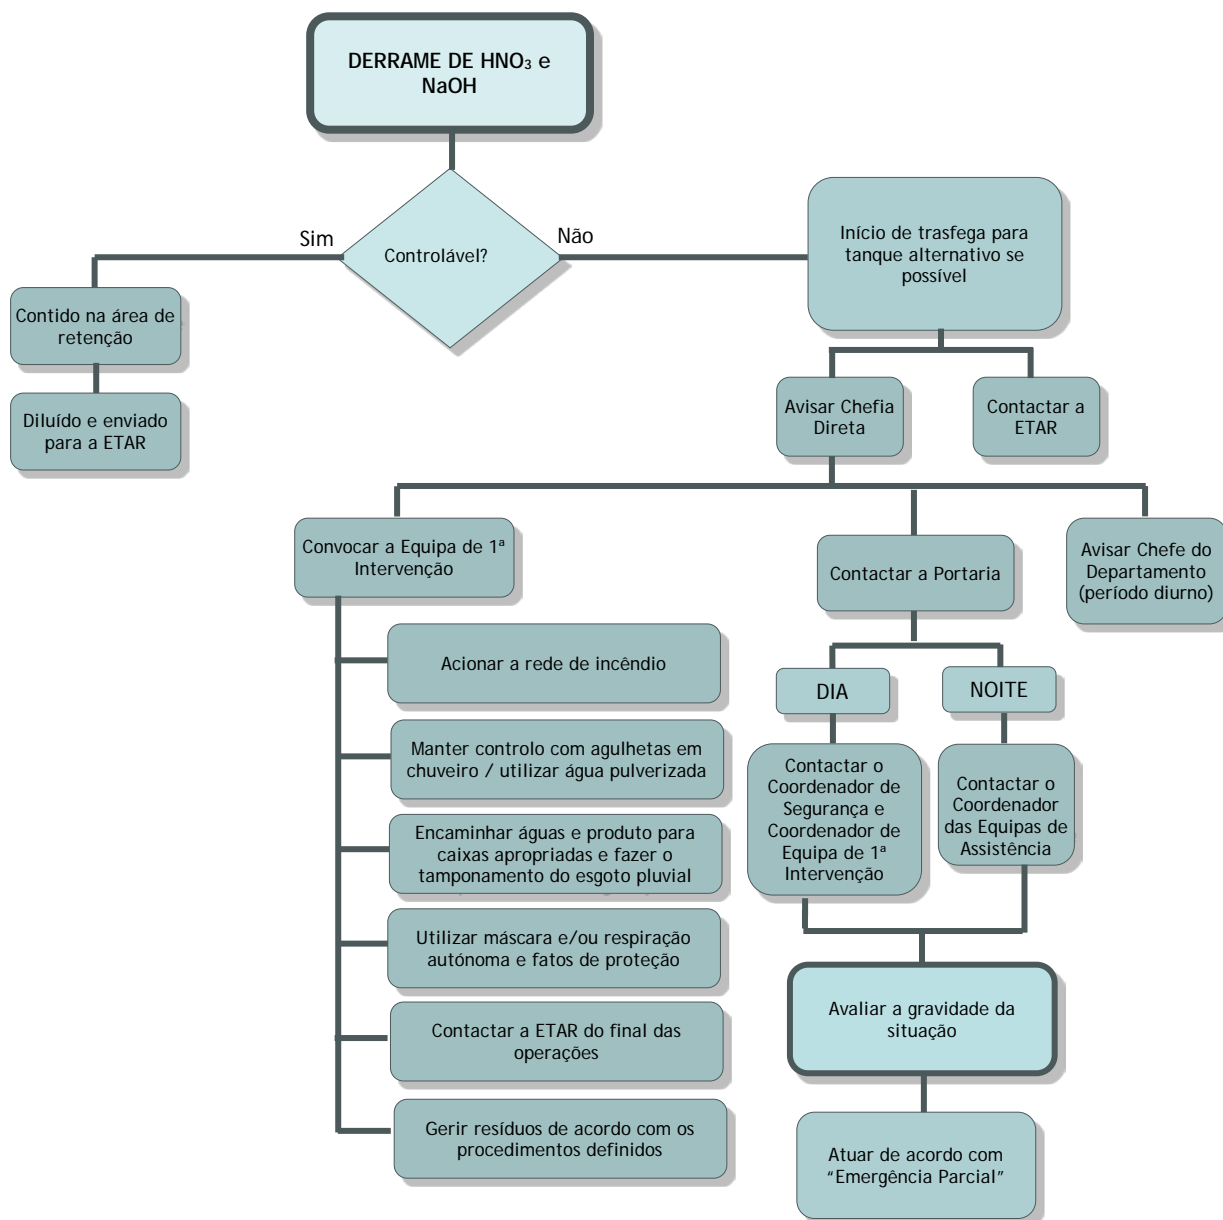 DERRAME DE HNO₃ e
NaOH
Sim
Controlável?
Não
Início de trasfega para
tanque alternativo se
possível
Contido na área de
retenção
Diluído e enviado
para a ETAR
Avisar Chefia
Direta
Contactar a
ETAR
Convocar a Equipa de 1ª
Intervenção
Contactar a Portaria
Avisar Chefe do
Departamento
(período diurno)
Acionar a rede de incêndio
Manter controlo com agulhetas em
chuveiro / utilizar água pulverizada
Encaminhar águas e produto para
caixas apropriadas e fazer o
tamponamento do esgoto pluvial
Utilizar máscara e/ou respiração
autónoma e fatos de proteção
Contactar a ETAR do final das
operações
Gerir resíduos de acordo com os
procedimentos definidos
DIA
NOITE
Contactar o
Coordenador de
Segurança e
Coordenador de
Equipa de 1ª
Intervenção
Contactar o
Coordenador
das Equipas de
Assistência
Avaliar a gravidade da
situação
Atuar de acordo com
“Emergência Parcial”